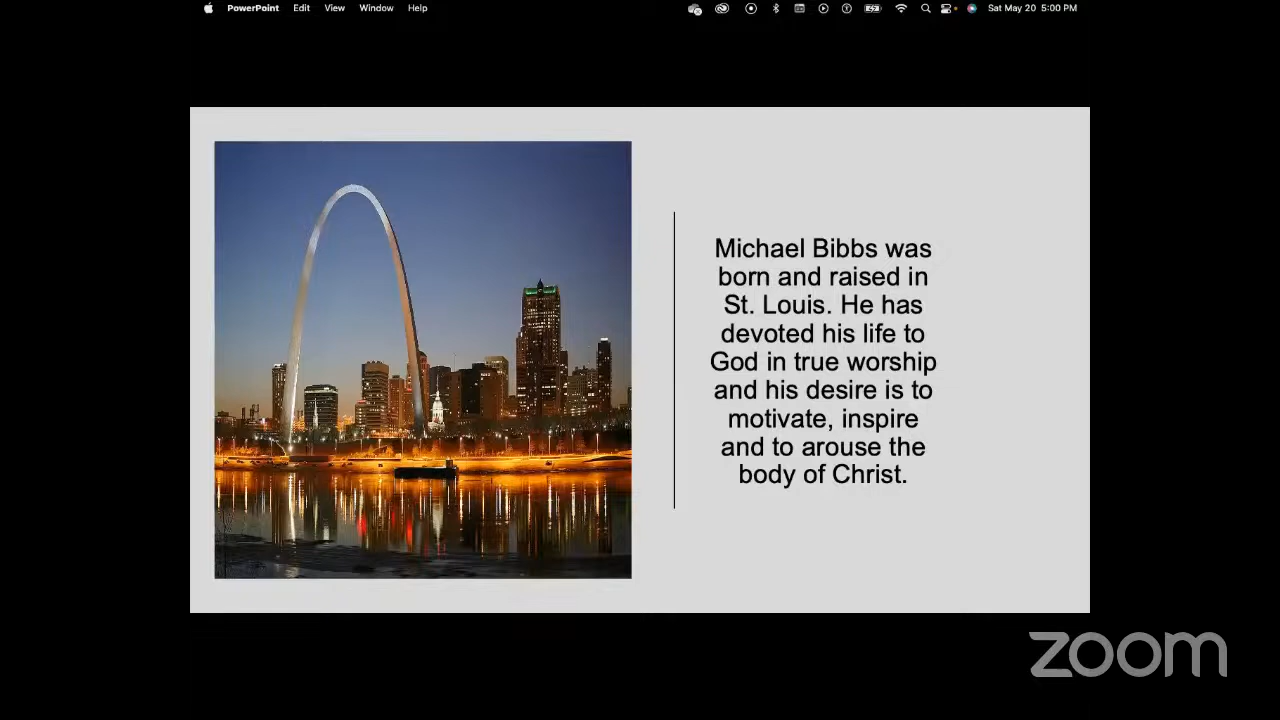 PowerPoint Edit View Window Help Sat May 20 5:00 PM
Michael Bibbs was
born and raised in
St. Louis. He has
devoted his life to
God in true worship
and his desire is to
motivate, inspire
and to arouse the
body of Christ.
zoom